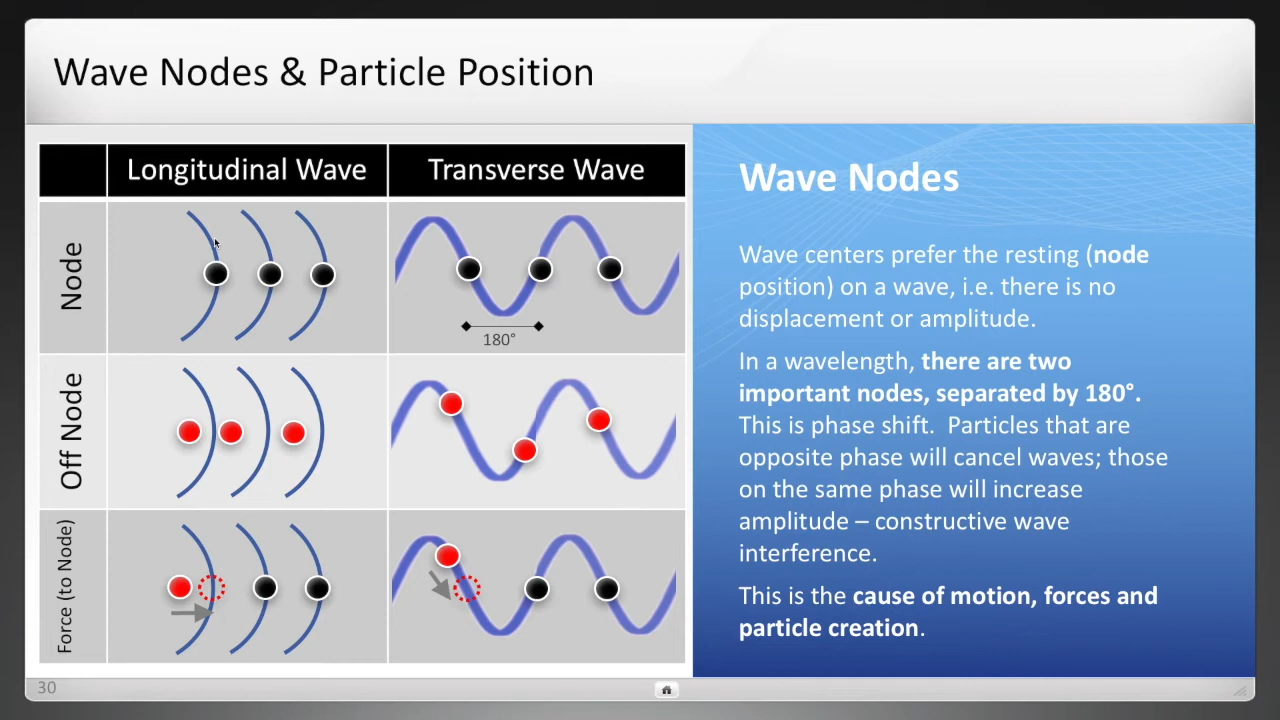 Wave Nodes & Particle Position
Longitudinal Wave
Transverse Wave
Node
180°
Off Node
Force (to Node)
Wave Nodes
Wave centers prefer the resting (node
position) on a wave, i.e. there is no
displacement or amplitude.
In a wavelength, there are two
important nodes, separated by 180°.
This is phase shift.  Particles that are
opposite phase will cancel waves; those
on the same phase will increase
amplitude – constructive wave
interference.
This is the cause of motion, forces and
particle creation.
30